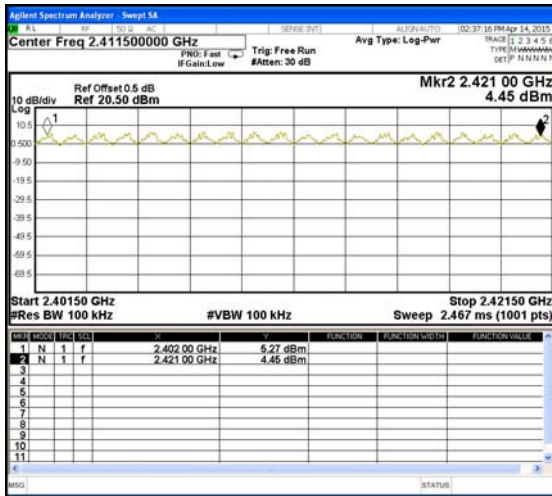 Agilent Spectrum Analyzer - Swept SA
RL RF 50 Ω AC SENSE:INT ALIGN AUTO 02:37:16 PM Apr 14, 2015
Center Freq 2.411500000 GHz
PNO: Fast
IFGain:Low
Trig: Free Run
#Atten: 30 dB
Avg Type: Log-Pwr
TRACE 1 2 3 4 5 6
TYPE M
DET P N N N N
Ref Offset 0.5 dB
10 dB/div Ref 20.50 dBm
Mkr2 2.421 00 GHz
4.45 dBm
Log
10.5
0.500
-9.50
-19.5
-29.5
-39.5
-49.5
-59.5
-69.5
1
2
Start 2.40150 GHz Stop 2.42150 GHz
#Res BW 100 kHz #VBW 100 kHz Sweep 2.467 ms (1001 pts)
MKR MODE TRC SCL X Y FUNCTION FUNCTION WIDTH FUNCTION VALUE
1 N 1 f 2.402 00 GHz 5.27 dBm
2 N 1 f 2.421 00 GHz 4.45 dBm
3
4
5
6
7
8
9
10
11
MSG STATUS